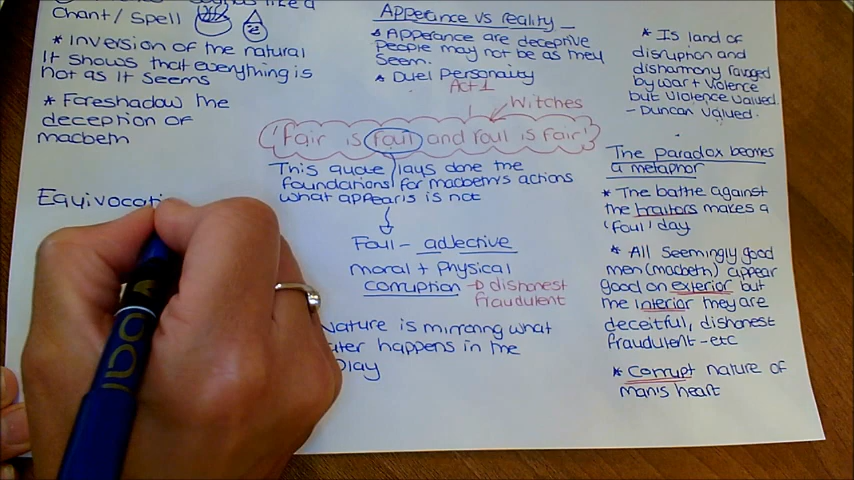 Chant/Spell
* Inversion of the natural
It shows that everything is
not as it seems
* Foreshadow the
deception of
macbeth
Equivocati
Apperance vs reality
* Apperance are deceptive
People may not be as they
seem.
* Duel Personality
Act 1
Witches
'Fair is foul and foul is fair'
This quote lays done the
foundations for macbeth's actions
what appears is not
Foul - adjective
moral + physical
corruption → dishonest
fraudulent
Nature is mirroring what
later happens in the
play
* Is land of
disruption and
disharmony ravaged
by war + violence
but violence valued.
- Duncan valued.
The paradox becomes
a metaphor
* The battle against
the traitors makes a
'foul' day
* All seemingly good
men (macbeth) appear
good on exterior but
the interior they are
deceitful, dishonest
fraudulent - etc
* Corrupt nature of
man's heart